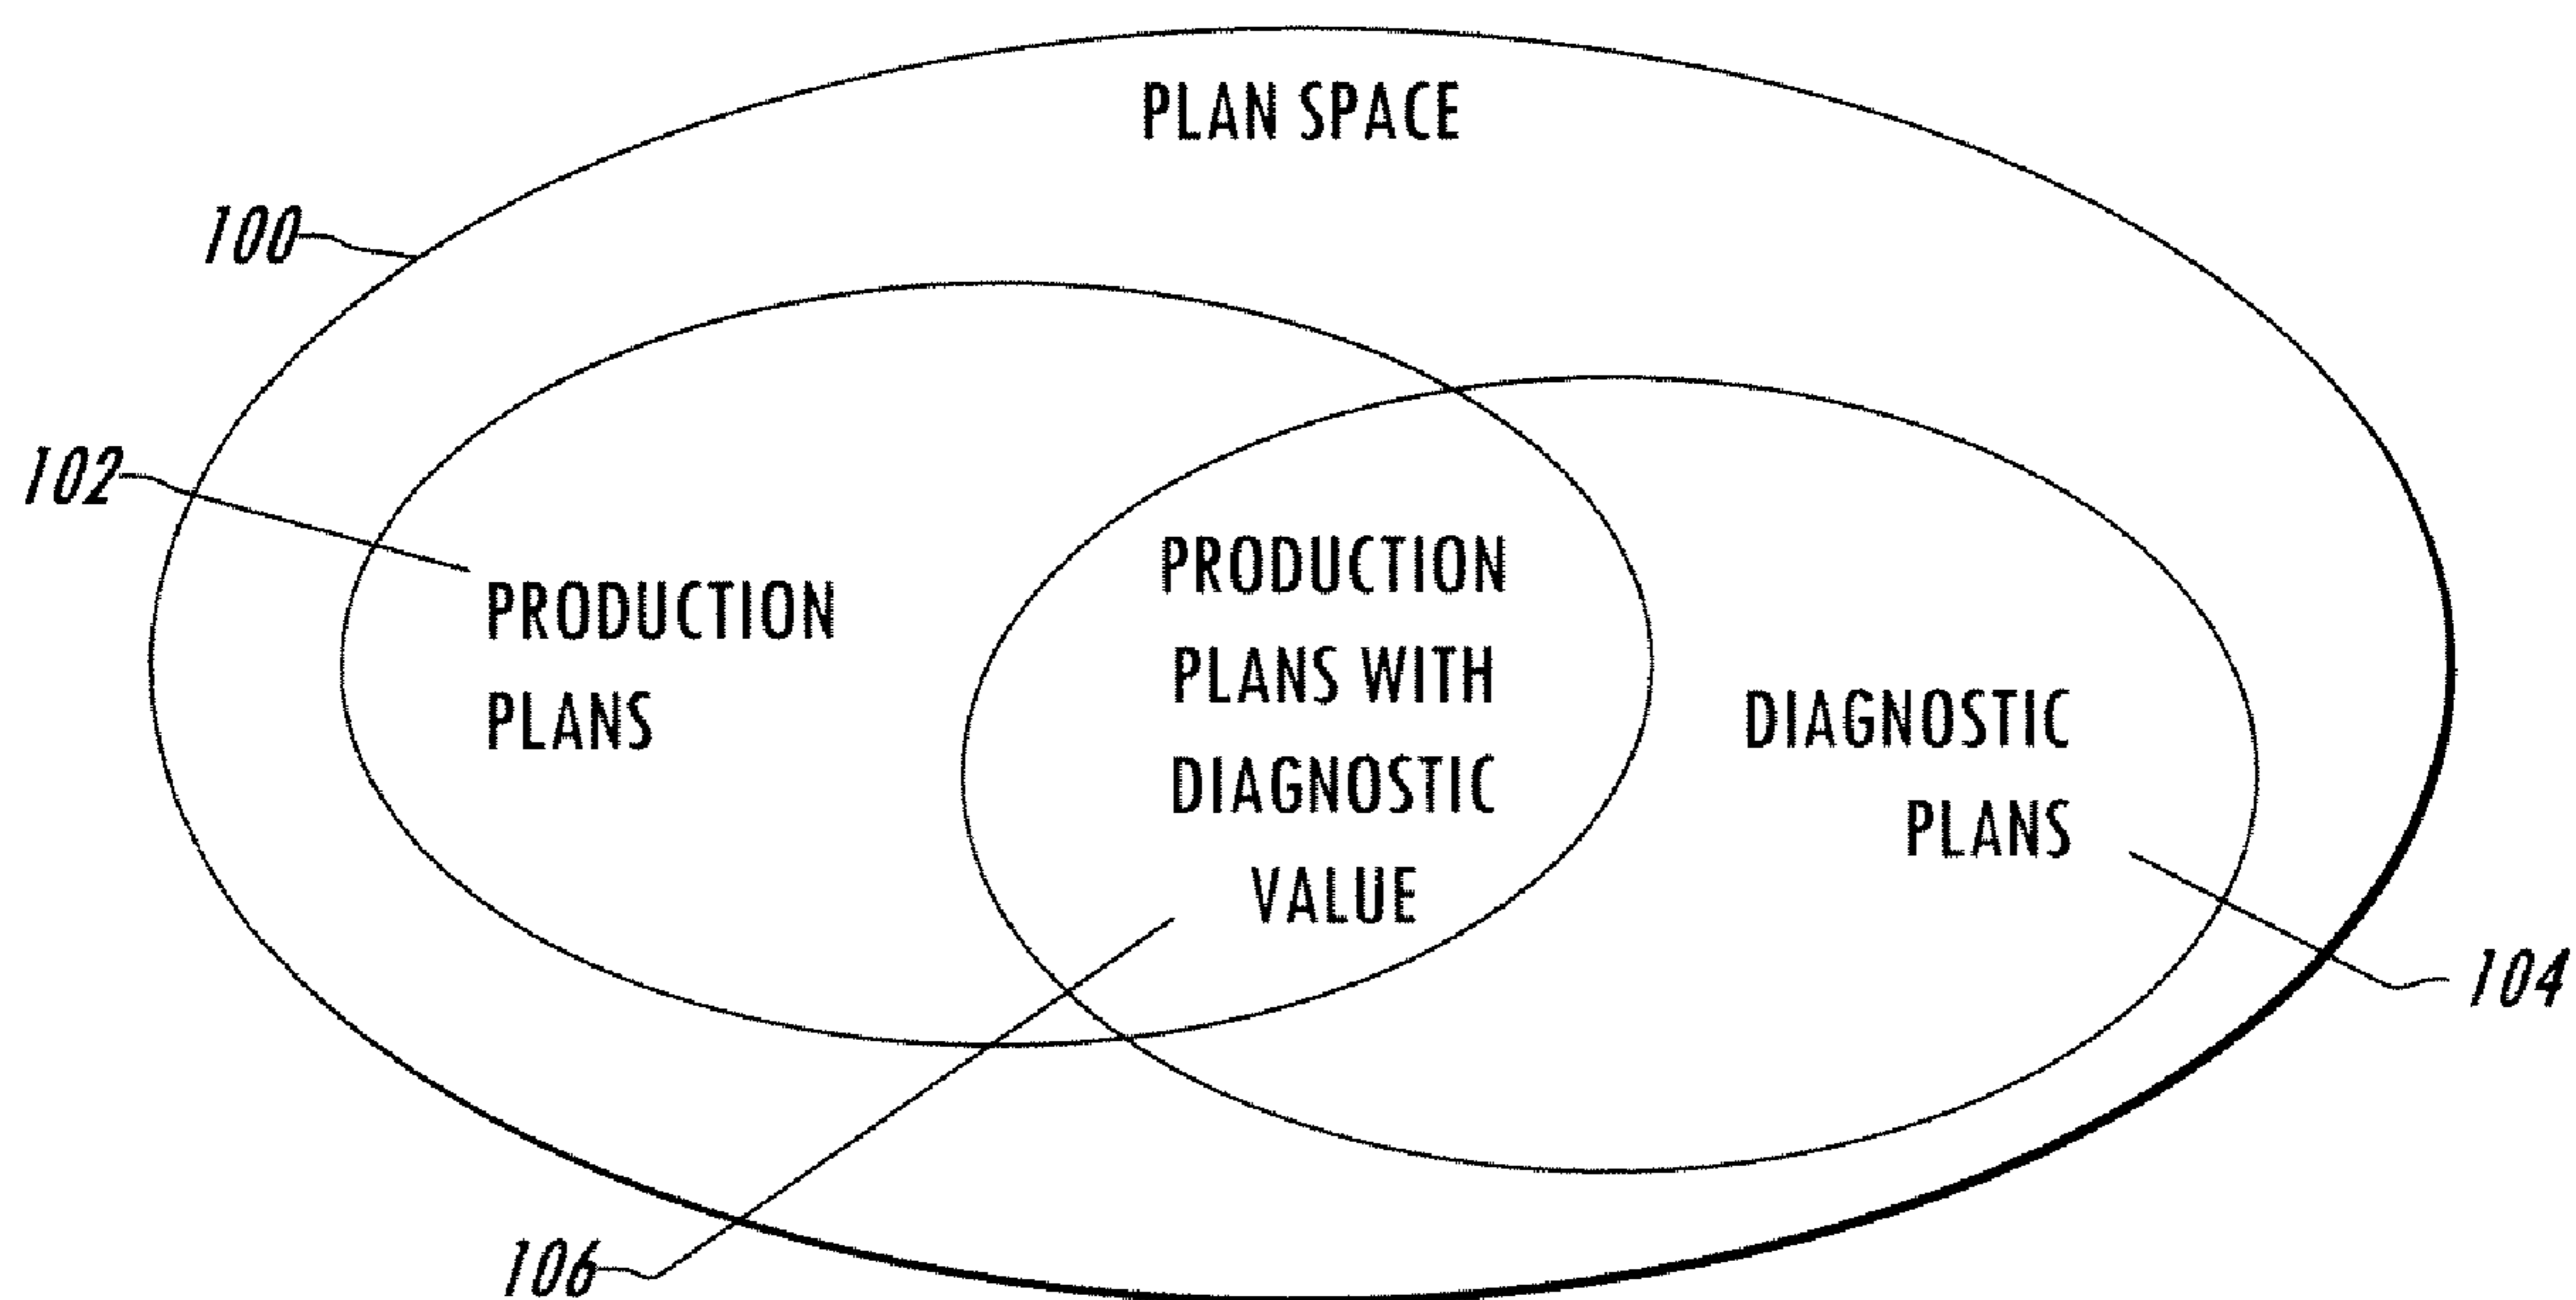 PLAN SPACE
100
102
PRODUCTION
PLANS
PRODUCTION
PLANS WITH
DIAGNOSTIC
VALUE
DIAGNOSTIC
PLANS
104
106